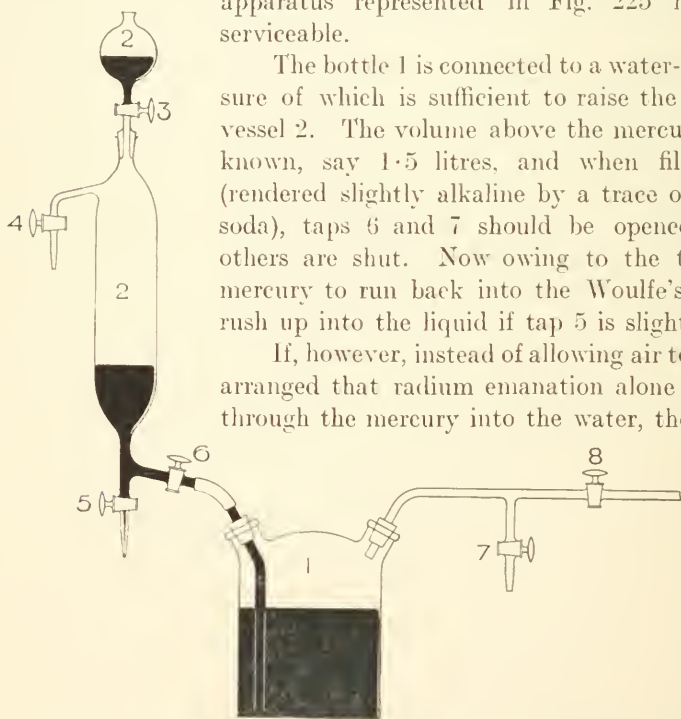 apparatus represented in Fig. 225
serviceable.
The bottle 1 is connected to a water-
sure of which is sufficient to raise the
vessel 2. The volume above the mercu
known, say 1·5 litres, and when fil
(rendered slightly alkaline by a trace o
soda), taps 6 and 7 should be opene
others are shut. Now owing to the t
mercury to run back into the Woulfe's
rush up into the liquid if tap 5 is slight
If, however, instead of allowing air to
arranged that radium emanation alone
through the mercury into the water, the
2
3
4
2
6
5
8
7
1